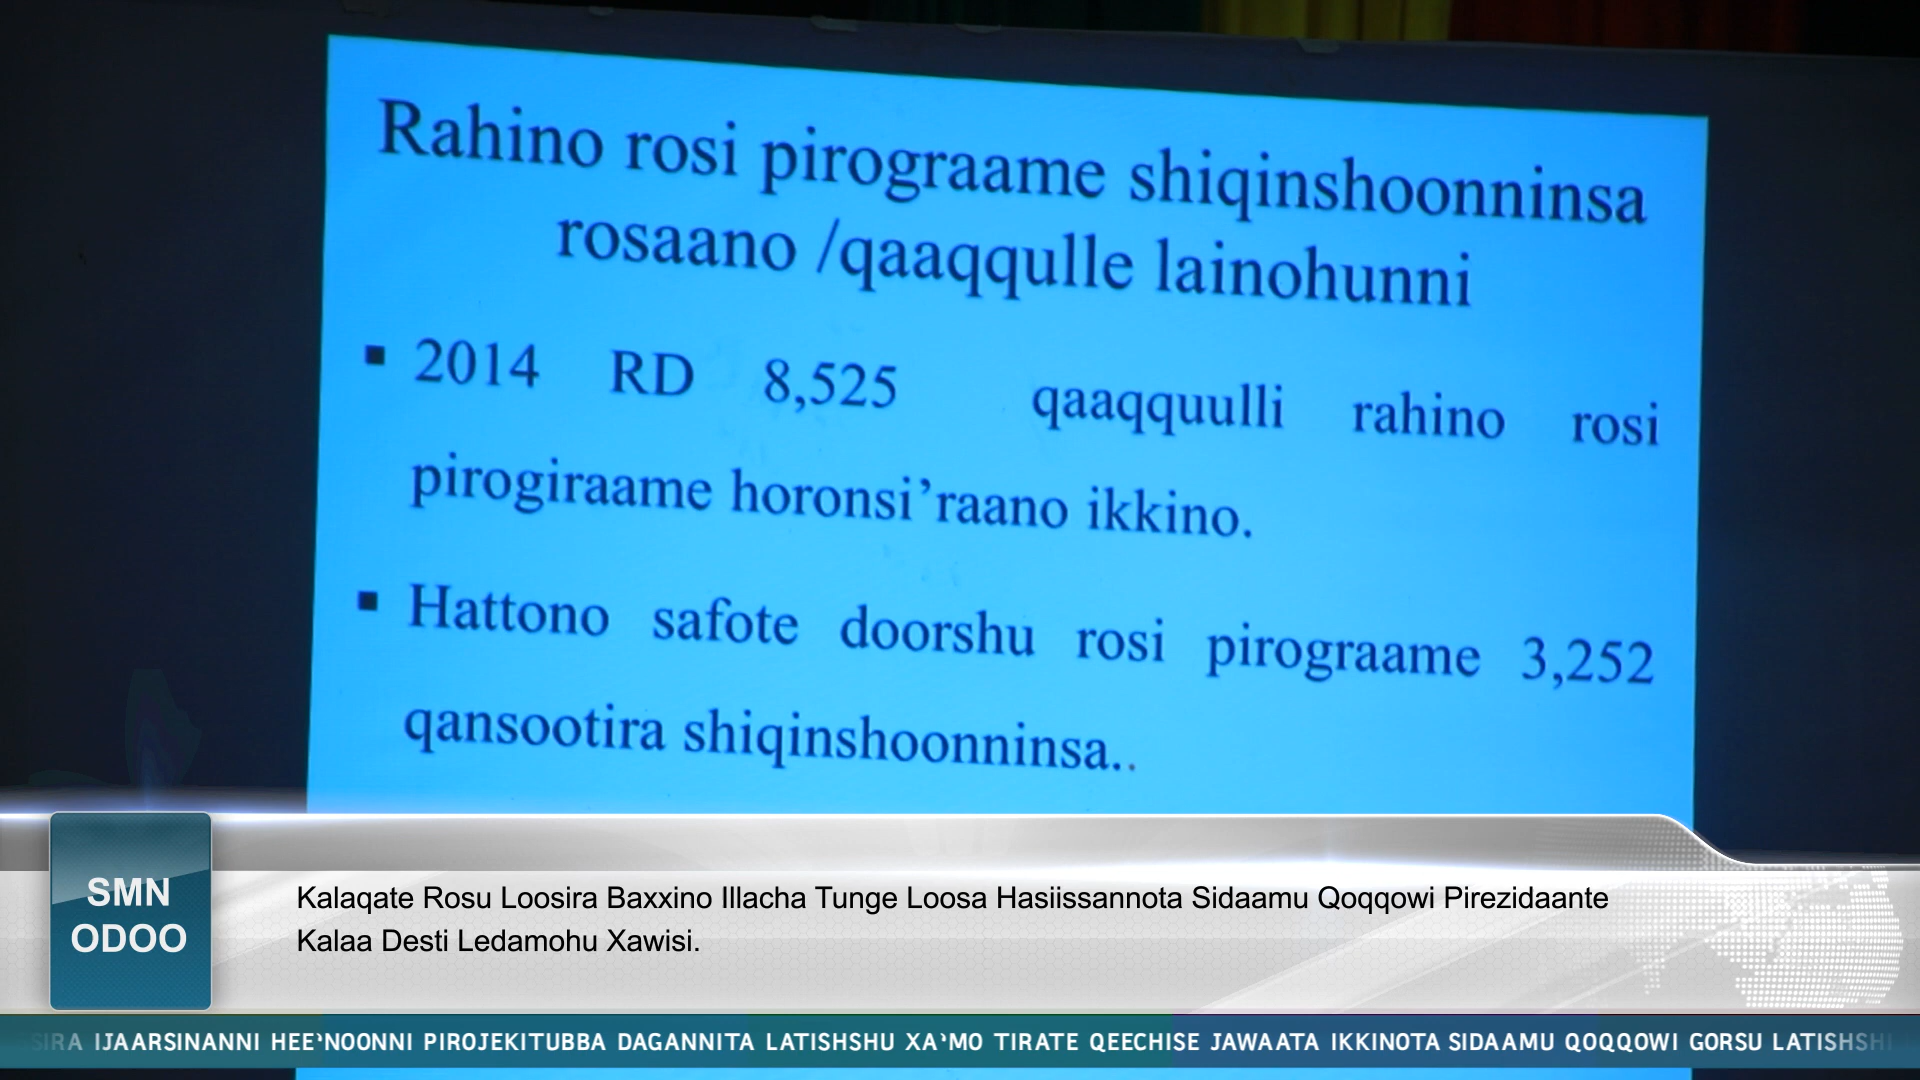 Rahino rosi pirograame shiqinshoonninsa
rosaano /qaaqqulle lainohunni
▪ 2014 RD 8,525 qaaqquulli rahino rosi
pirogiraame horonsi’raano ikkino.
▪ Hattono safote doorshu rosi pirograame 3,252
qansootira shiqinshoonninsa..
SMN
ODOO
Kalaqate Rosu Loosira Baxxino Illacha Tunge Loosa Hasiissannota Sidaamu Qoqqowi Pirezidaante
Kalaa Desti Ledamohu Xawisi.
SIRA IJAARSINANNI HEE'NOONNI PIROJEKITUBBA DAGANNITA LATISHSHU XA'MO TIRATE QEECHISE JAWAATA IKKINOTA SIDAAMU QOQQOWI GORSU LATISHSH